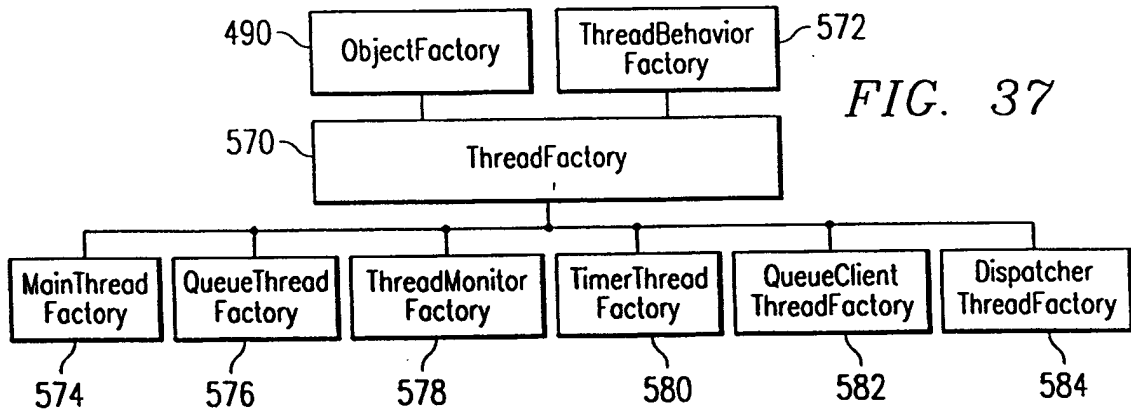 490
ObjectFactory
ThreadBehavior
Factory
572
FIG. 37
570
ThreadFactory
MainThread
Factory
QueueThread
Factory
ThreadMonitor
Factory
TimerThread
Factory
QueueClient
ThreadFactory
Dispatcher
ThreadFactory
574
576
578
580
582
584